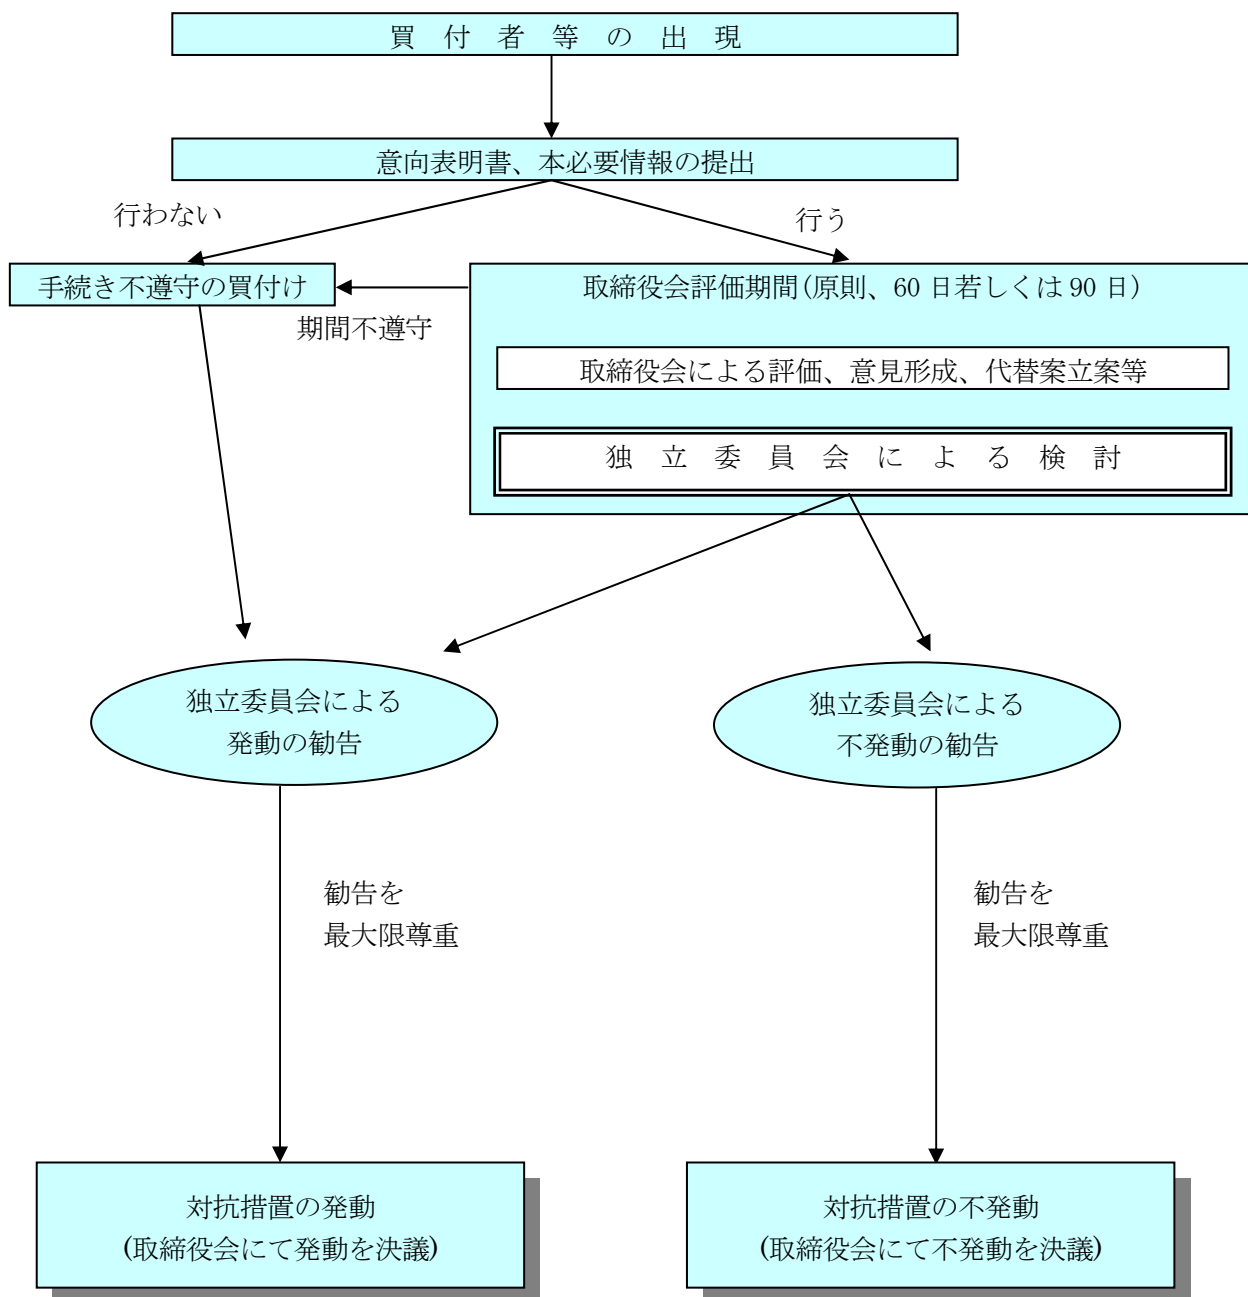 買付者等の出現
意向表明書、本必要情報の提出
行わない
行う
手続き不遵守の買付け
取締役会評価期間(原則、60日若しくは90日)
期間不遵守
取締役会による評価、意見形成、代替案立案等
独立委員会による検討
独立委員会による
発動の勧告
独立委員会による
不発動の勧告
勧告を
最大限尊重
勧告を
最大限尊重
対抗措置の発動
(取締役会にて発動を決議)
対抗措置の不発動
(取締役会にて不発動を決議)